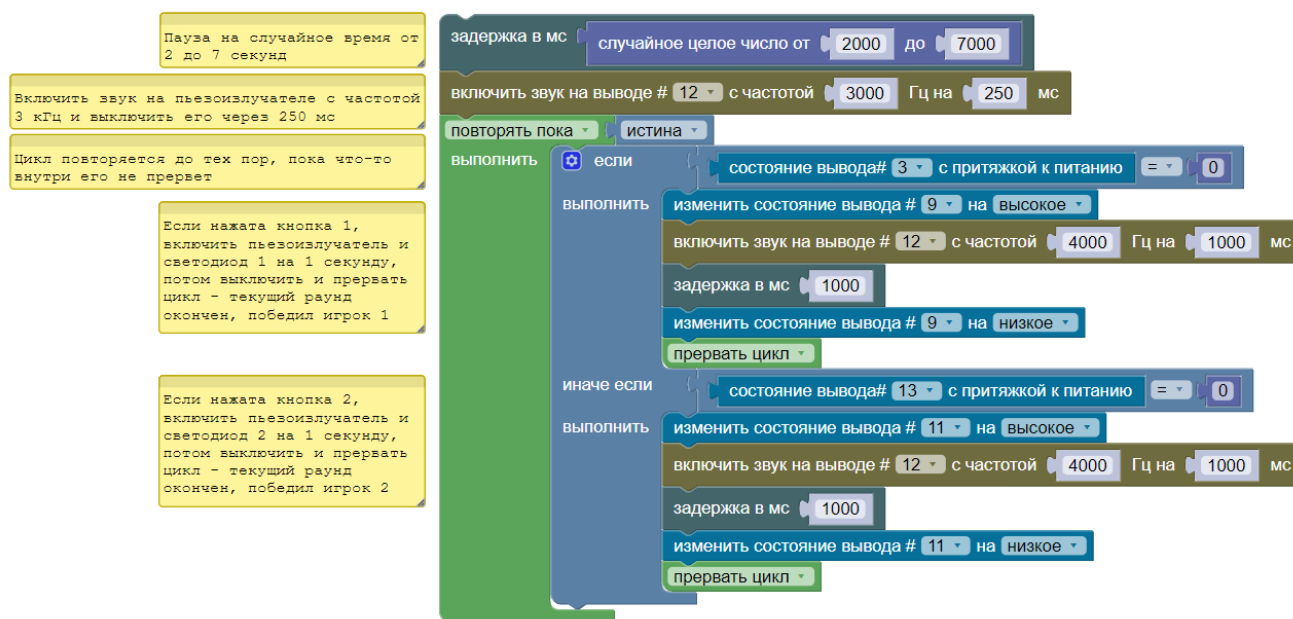 Пауза на случайное время от
2 до 7 секунд
задержка в мс случайное целое число от 2000 до 7000
Включить звук на пьезоизлучателе с частотой
3 кГц и выключить его через 250 мс
включить звук на выводе # 12 с частотой 3000 Гц на 250 мс
Цикл повторяется до тех пор, пока что-то
внутри его не прервет
повторять пока истина
выполнить если состояние вывода# 3 с притяжкой к питанию = 0
Если нажата кнопка 1,
включить пьезоизлучатель и
светодиод 1 на 1 секунду,
потом выключить и прервать
цикл - текущий раунд
окончен, победил игрок 1
выполнить изменить состояние вывода # 9 на высокое
включить звук на выводе # 12 с частотой 4000 Гц на 1000 мс
задержка в мс 1000
изменить состояние вывода # 9 на низкое
прервать цикл
иначе если состояние вывода# 13 с притяжкой к питанию = 0
Если нажата кнопка 2,
включить пьезоизлучатель и
светодиод 2 на 1 секунду,
потом выключить и прервать
цикл - текущий раунд
окончен, победил игрок 2
выполнить изменить состояние вывода # 11 на высокое
включить звук на выводе # 12 с частотой 4000 Гц на 1000 мс
задержка в мс 1000
изменить состояние вывода # 11 на низкое
прервать цикл